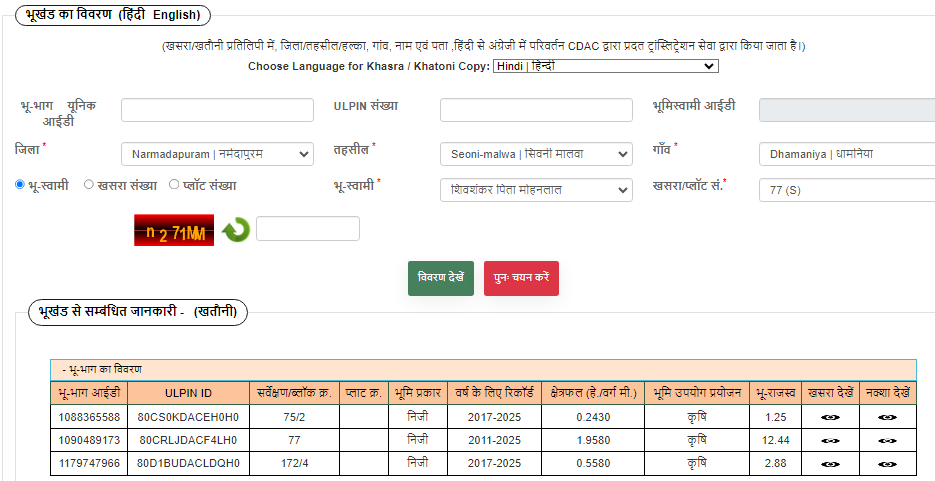 भूखंड का विवरण (हिंदी English)
(खसरा/खतौनी प्रतिलिपी में, जिला/तहसील/हल्का, गांव, नाम एवं पता ,हिंदी से अंग्रेजी में परिवर्तन CDAC द्वारा प्रदत ट्रांस्लिट्रेशन सेवा द्वारा किया जाता है।)
Choose Language for Khasra / Khatoni Copy: Hindi | हिन्दी
भू-भाग यूनिक आईडी ULPIN संख्या भूमिस्वामी आईडी
जिला * Narmadapuram | नर्मदापुरम तहसील * Seoni-malwa | सिवनी मालवा गाँव * Dhamaniya | धामनिया
भू-स्वामी खसरा संख्या प्लॉट संख्या भू-स्वामी * शिवशंकर पिता मोहनलाल खसरा/प्लॉट सं.* 77 (S)
n 2 71MM
विवरण देखें पुनः चयन करें
भूखंड से सम्बंधित जानकारी - (खतौनी)
- भू-भाग का विवरण
भू-भाग आईडी ULPIN ID सर्वेक्षण/ब्लॉक क्र. प्लाट क्र. भूमि प्रकार वर्ष के लिए रिकॉर्ड क्षेत्रफल (हे./वर्ग मी.) भूमि उपयोग प्रयोजन भू-राजस्व खसरा देखें नक्शा देखें
1088365588 80CS0KDACEH0H0 75/2 निजी 2017-2025 0.2430 कृषि 1.25
1090489173 80CRLJDACF4LH0 77 निजी 2011-2025 1.9580 कृषि 12.44
1179747966 80D1BUDACLDQH0 172/4 निजी 2017-2025 0.5580 कृषि 2.88